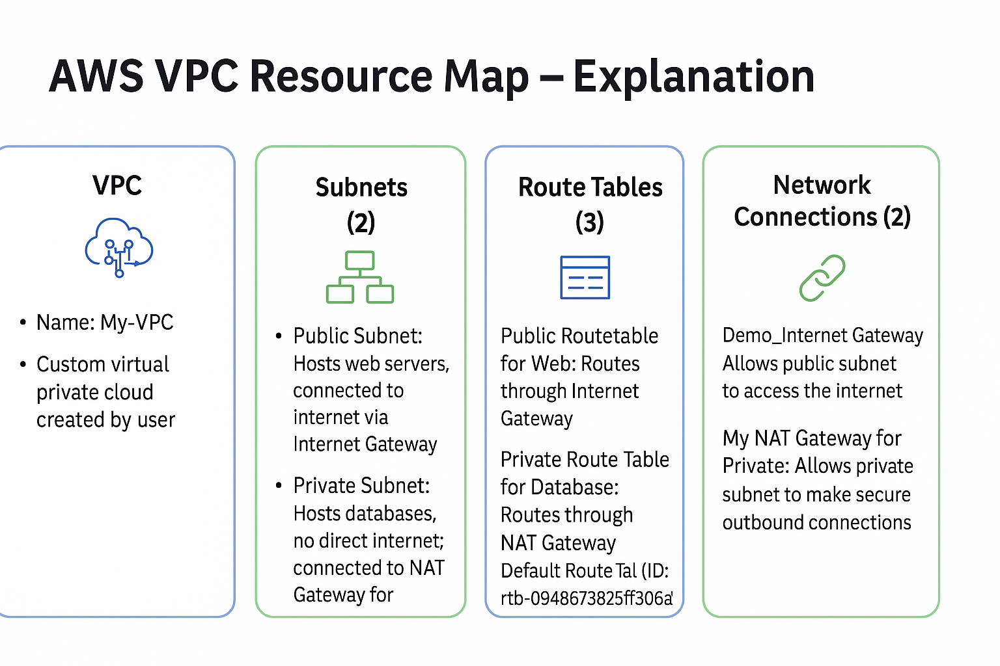 AWS VPC Resource Map – Explanation
VPC
• Name: My-VPC
• Custom virtual
private cloud
created by user
Subnets
(2)
• Public Subnet:
Hosts web servers,
connected to
internet via
Internet Gateway
• Private Subnet:
Hosts databases,
no direct internet;
connected to NAT
Gateway for
Route Tables
(3)
Public Routetable
for Web: Routes
through Internet
Gateway
Private Route Table
for Database:
Routes through
NAT Gateway
Default Route Tal (ID:
rtb-0948673825ff306a'
Network
Connections (2)
Demo_Internet Gateway
Allows public subnet
to access the internet
My NAT Gateway for
Private: Allows private
subnet to make secure
outbound connections